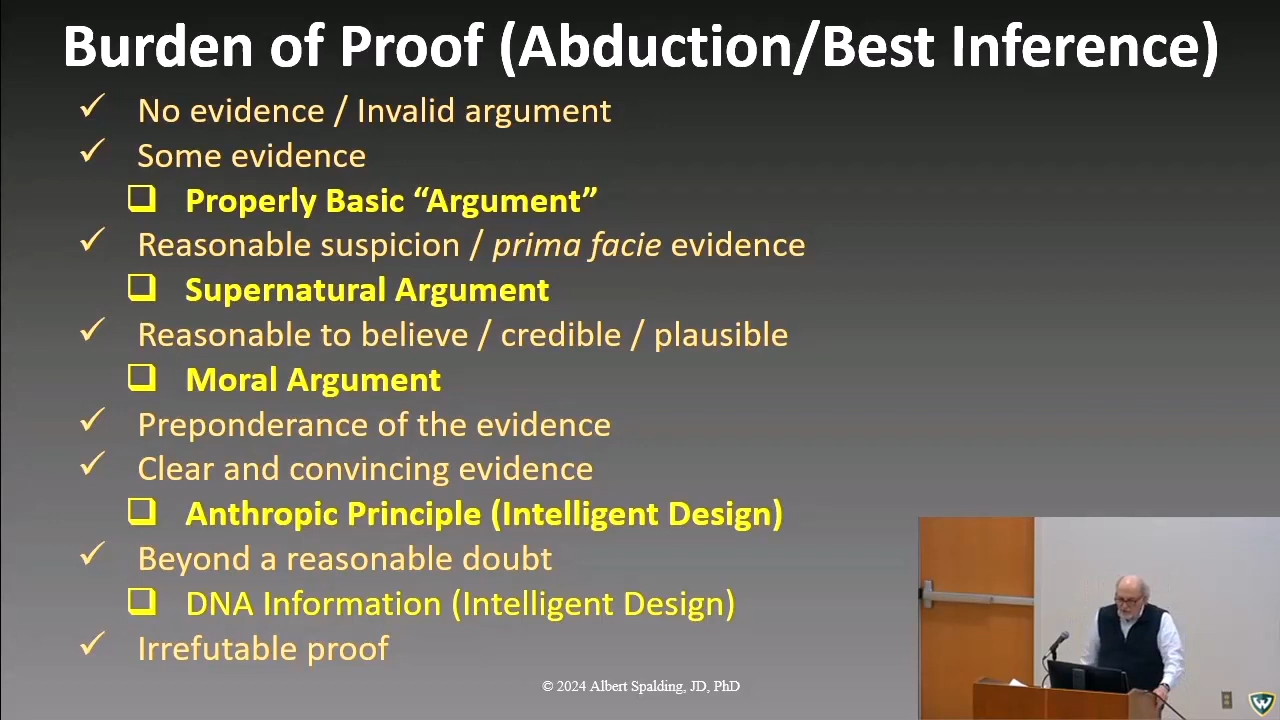 Burden of Proof (Abduction/Best Inference)
No evidence / Invalid argument
Some evidence
Properly Basic “Argument”
Reasonable suspicion / prima facie evidence
Supernatural Argument
Reasonable to believe / credible / plausible
Moral Argument
Preponderance of the evidence
Clear and convincing evidence
Anthropic Principle (Intelligent Design)
Beyond a reasonable doubt
DNA Information (Intelligent Design)
Irrefutable proof
© 2024 Albert Spalding, JD, PhD
W